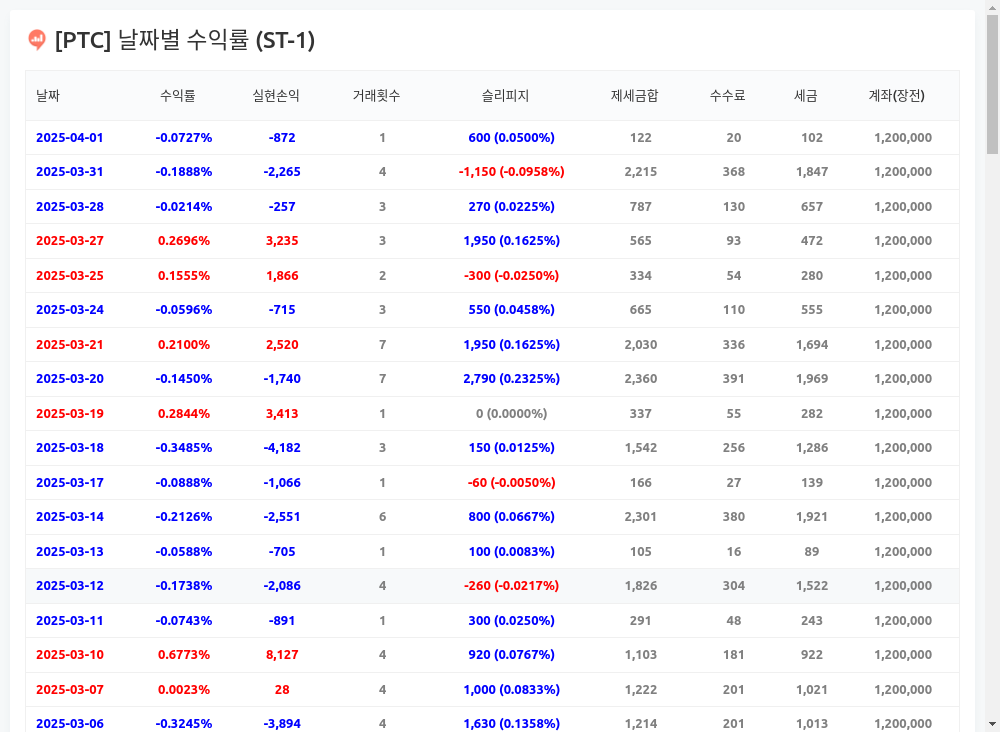 [PTC] 날짜별 수익률 (ST-1)
날짜 수익률 실현손익 거래횟수 슬리피지 제세금합 수수료 세금 계좌(장전)
2025-04-01 -0.0727% -872 1 600 (0.0500%) 122 20 102 1,200,000
2025-03-31 -0.1888% -2,265 4 -1,150 (-0.0958%) 2,215 368 1,847 1,200,000
2025-03-28 -0.0214% -257 3 270 (0.0225%) 787 130 657 1,200,000
2025-03-27 0.2696% 3,235 3 1,950 (0.1625%) 565 93 472 1,200,000
2025-03-25 0.1555% 1,866 2 -300 (-0.0250%) 334 54 280 1,200,000
2025-03-24 -0.0596% -715 3 550 (0.0458%) 665 110 555 1,200,000
2025-03-21 0.2100% 2,520 7 1,950 (0.1625%) 2,030 336 1,694 1,200,000
2025-03-20 -0.1450% -1,740 7 2,790 (0.2325%) 2,360 391 1,969 1,200,000
2025-03-19 0.2844% 3,413 1 0 (0.0000%) 337 55 282 1,200,000
2025-03-18 -0.3485% -4,182 3 150 (0.0125%) 1,542 256 1,286 1,200,000
2025-03-17 -0.0888% -1,066 1 -60 (-0.0050%) 166 27 139 1,200,000
2025-03-14 -0.2126% -2,551 6 800 (0.0667%) 2,301 380 1,921 1,200,000
2025-03-13 -0.0588% -705 1 100 (0.0083%) 105 16 89 1,200,000
2025-03-12 -0.1738% -2,086 4 -260 (-0.0217%) 1,826 304 1,522 1,200,000
2025-03-11 -0.0743% -891 1 300 (0.0250%) 291 48 243 1,200,000
2025-03-10 0.6773% 8,127 4 920 (0.0767%) 1,103 181 922 1,200,000
2025-03-07 0.0023% 28 4 1,000 (0.0833%) 1,222 201 1,021 1,200,000
2025-03-06 -0.3245% -3,894 4 1,630 (0.1358%) 1,214 201 1,013 1,200,000